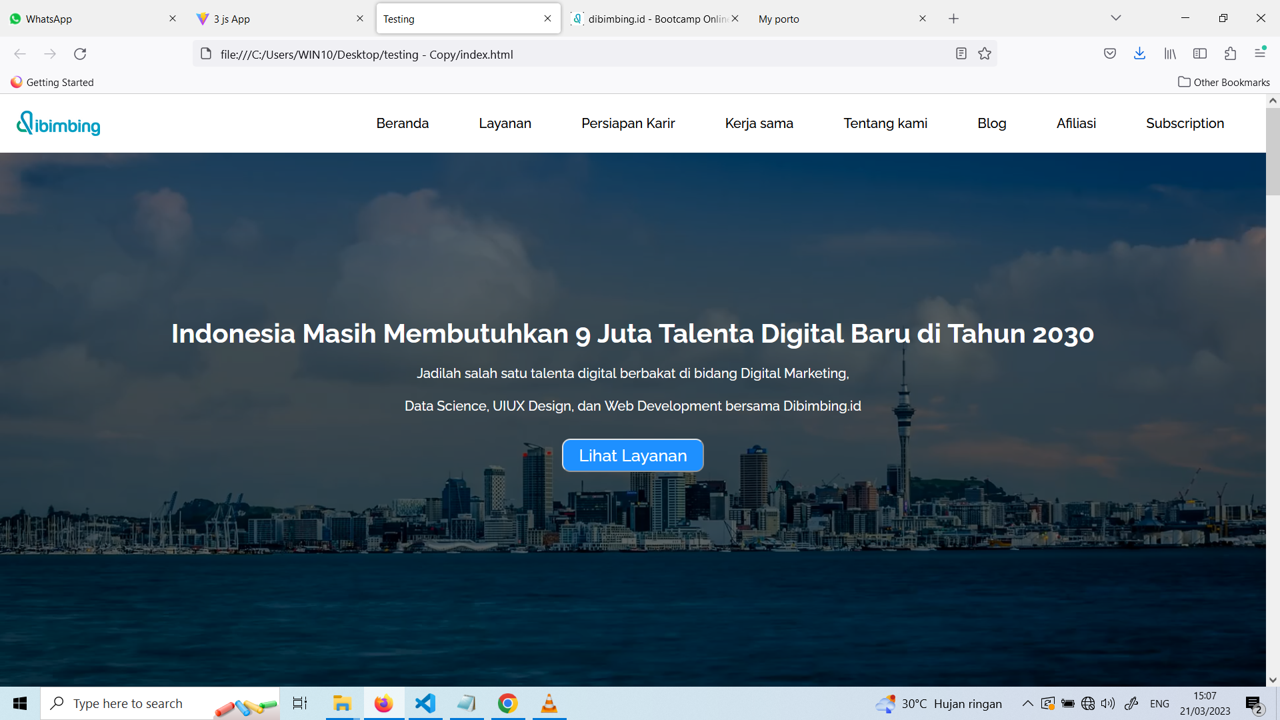 WhatsApp
3 js App
Testing
dibimbing.id - Bootcamp Onlin
My porto
file:///C:/Users/WIN10/Desktop/testing - Copy/index.html
Getting Started
Other Bookmarks
dibimbing
Beranda
Layanan
Persiapan Karir
Kerja sama
Tentang kami
Blog
Afiliasi
Subscription
Indonesia Masih Membutuhkan 9 Juta Talenta Digital Baru di Tahun 2030
Jadilah salah satu talenta digital berbakat di bidang Digital Marketing,
Data Science, UIUX Design, dan Web Development bersama Dibimbing.id
Lihat Layanan
Type here to search
30°C Hujan ringan
ENG
15:07
21/03/2023
2